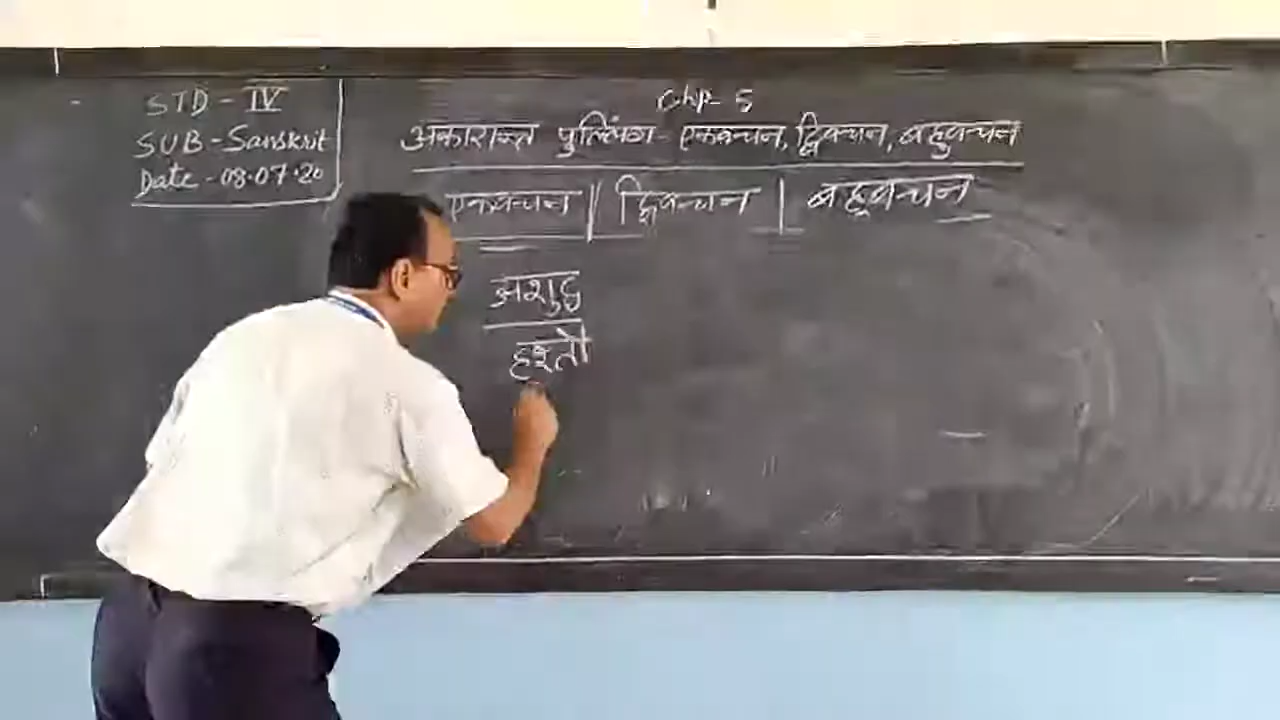 STD - IV
SUB - Sanskrit
Date - 08.07.20
Chp- 5
अकारान्त पुल्लिंग - एकवचन, द्विवचन, बहुवचन
एकवचन || द्विवचन | बहूवचन
अशुद्ध
हश्तौ